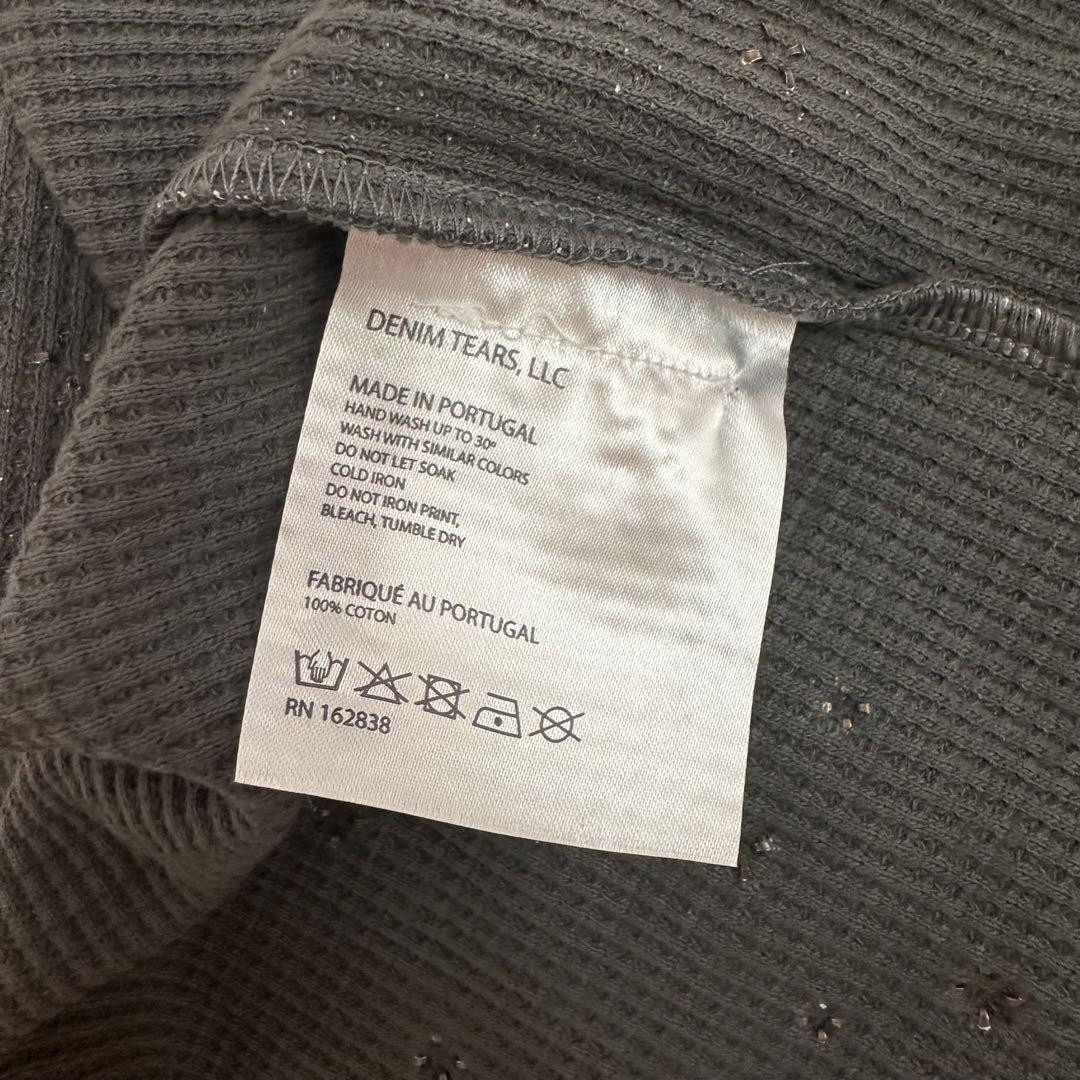 DENIM TEARS, LLC
MADE IN PORTUGAL
HAND WASH UP TO 30º
WASH WITH SIMILAR COLORS
DO NOT LET SOAK
COLD IRON
DO NOT IRON PRINT,
BLEACH, TUMBLE DRY
FABRIQUÉ AU PORTUGAL
100% COTON
RN 162838